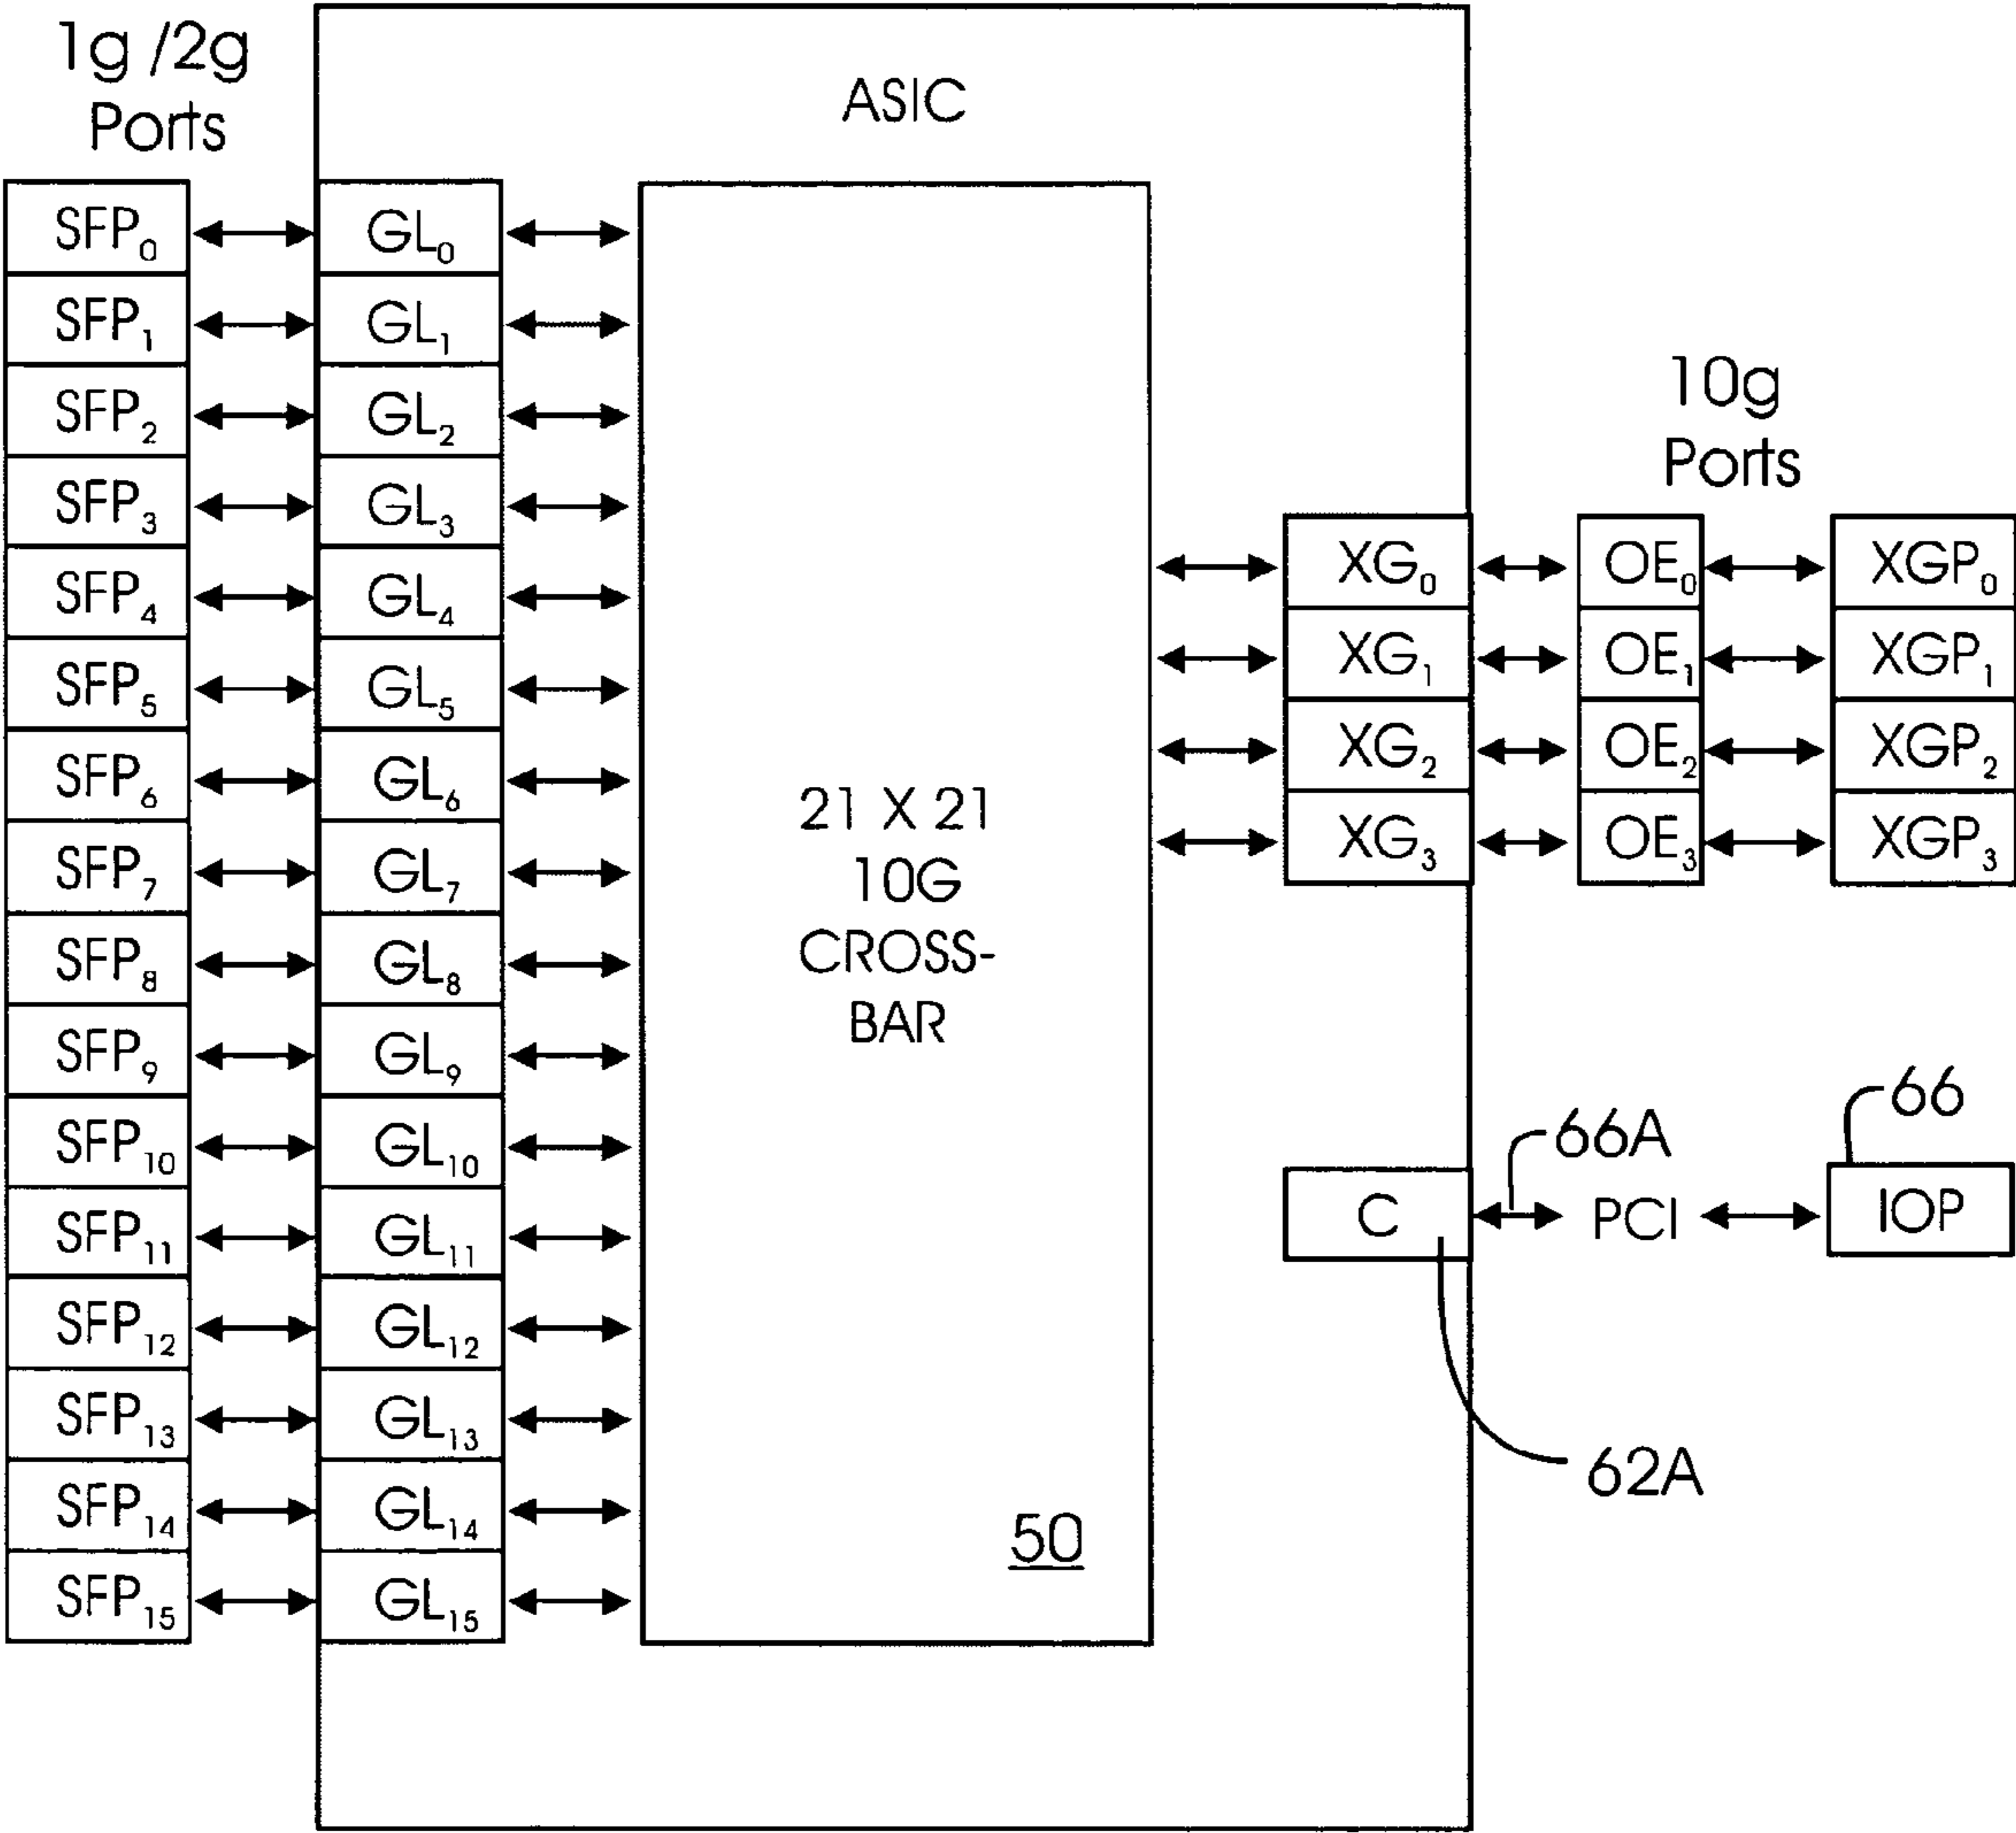 1g /2g
Ports
ASIC
SFP₀ GL₀
SFP₁ GL₁
SFP₂ GL₂
SFP₃ GL₃
SFP₄ GL₄
SFP₅ GL₅
SFP₆ GL₆
SFP₇ GL₇
SFP₈ GL₈
SFP₉ GL₉
SFP₁₀ GL₁₀
SFP₁₁ GL₁₁
SFP₁₂ GL₁₂
SFP₁₃ GL₁₃
SFP₁₄ GL₁₄
SFP₁₅ GL₁₅
21 X 21
10G
CROSS-
BAR
50
10g
Ports
XG₀ OE₀ XGP₀
XG₁ OE₁ XGP₁
XG₂ OE₂ XGP₂
XG₃ OE₃ XGP₃
66
66A
C PCI IOP
62A